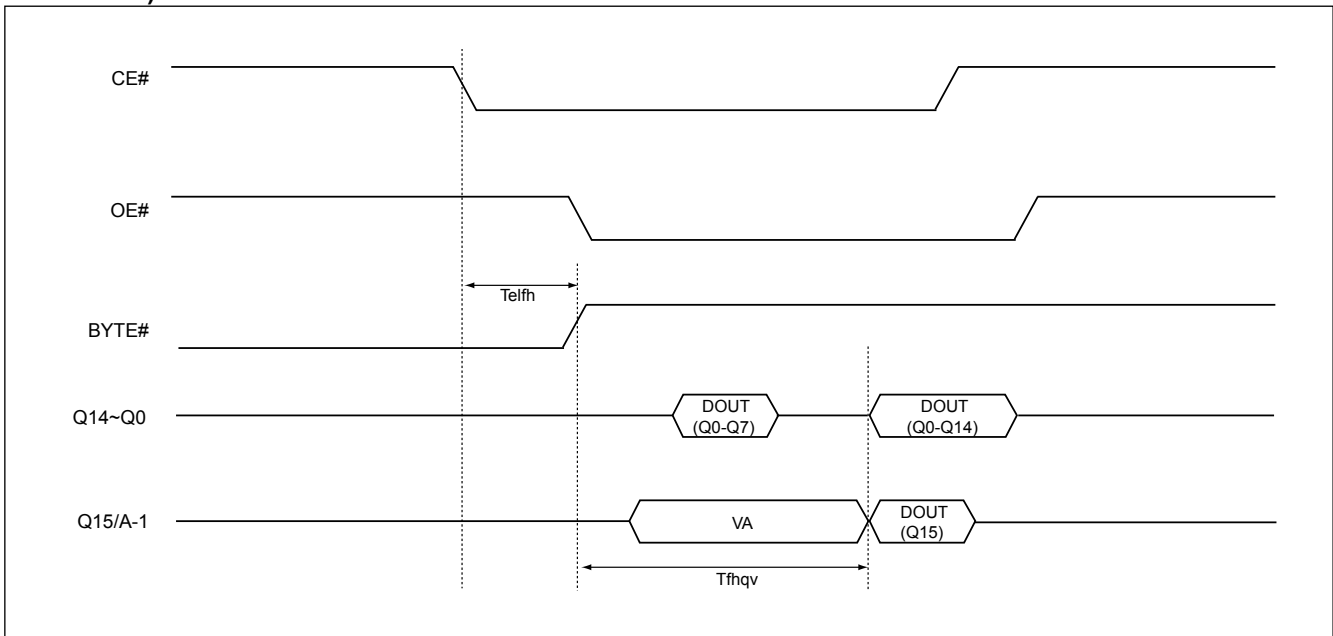 CE#
OE#
Telfh
BYTE#
Q14~Q0
DOUT
(Q0-Q7)
DOUT
(Q0-Q14)
Q15/A-1
VA
DOUT
(Q15)
Tfhqv